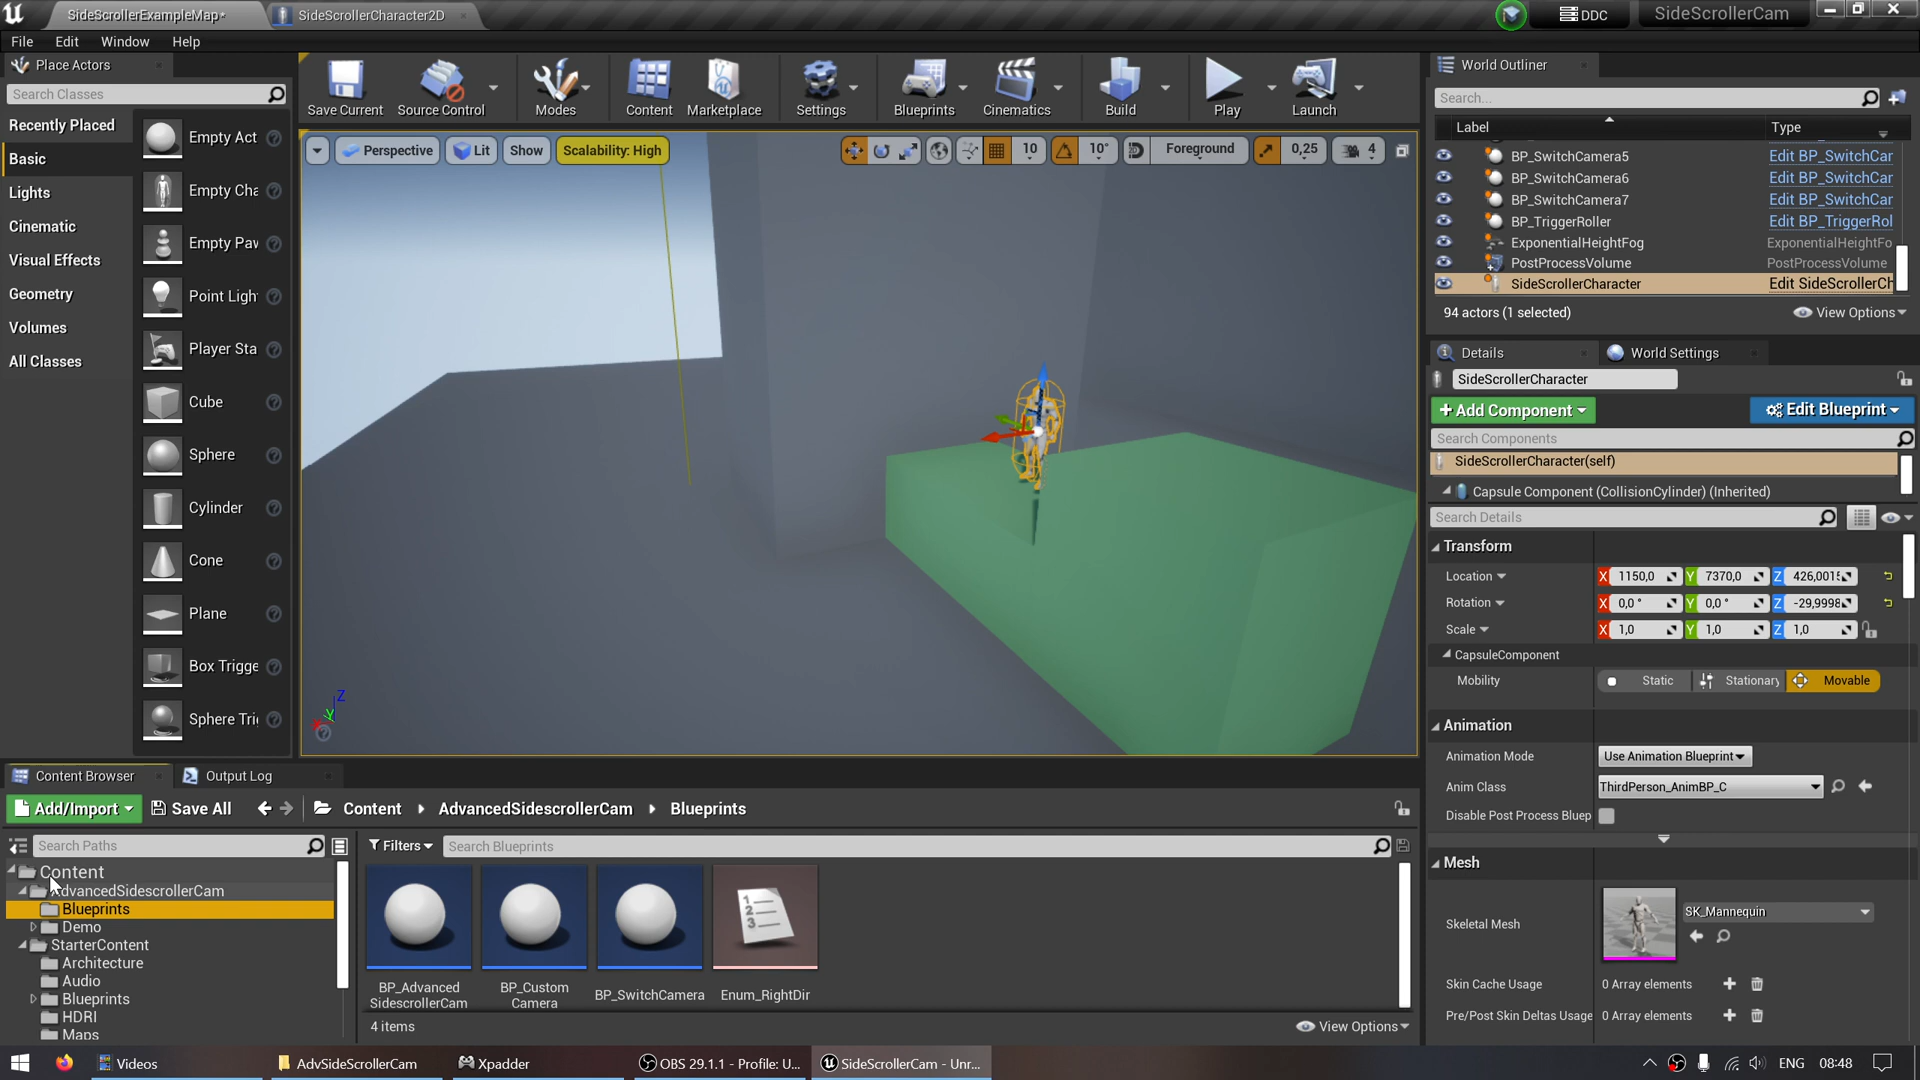 SideScrollerExampleMap*
SideScrollerCharacter2D
DDC
SideScrollerCam
File Edit Window Help
Place Actors
Search Classes
Recently Placed
Basic
Lights
Cinematic
Visual Effects
Geometry
Volumes
All Classes
Empty Act
Empty Cha
Empty Paw
Point Ligh
Player Sta
Cube
Sphere
Cylinder
Cone
Plane
Box Trigge
Sphere Tri
Save Current
Source Control
Modes
Content
Marketplace
Settings
Blueprints
Cinematics
Build
Play
Launch
Perspective
Lit
Show
Scalability: High
10
10°
Foreground
0,25
4
Z
Y
World Outliner
Search...
Label Type
BP_SwitchCamera5 Edit BP_SwitchCar
BP_SwitchCamera6 Edit BP_SwitchCar
BP_SwitchCamera7 Edit BP_SwitchCar
BP_TriggerRoller Edit BP_TriggerRol
ExponentialHeightFog ExponentialHeightFo
PostProcessVolume PostProcessVolume
SideScrollerCharacter Edit SideScrollerCh
94 actors (1 selected)
View Options
Details
World Settings
SideScrollerCharacter
+ Add Component
Edit Blueprint
Search Components
SideScrollerCharacter(self)
Capsule Component (CollisionCylinder) (Inherited)
Search Details
Transform
Location X 1150,0 Y 7370,0 Z 426,0015
Rotation X 0,0 ° Y 0,0 ° Z -29,9998
Scale X 1,0 Y 1,0 Z 1,0
CapsuleComponent
Mobility Static Stationary Movable
Animation
Animation Mode Use Animation Blueprint
Anim Class ThirdPerson_AnimBP_C
Disable Post Process Bluep
Mesh
Skeletal Mesh SK_Mannequin
Skin Cache Usage 0 Array elements
Pre/Post Skin Deltas Usage 0 Array elements
Content Browser
Output Log
Add/Import
Save All
Content
AdvancedSidescrollerCam
Blueprints
Search Paths
Filters
Search Blueprints
Content
AdvancedSidescrollerCam
Blueprints
Demo
StarterContent
Architecture
Audio
Blueprints
HDRI
Maps
BP_Advanced
SidescrollerCam
BP_Custom
Camera
BP_SwitchCamera
1
2
3
Enum_RightDir
4 items
View Options
Videos
AdvSideScrollerCam
Xpadder
OBS 29.1.1 - Profile: U...
SideScrollerCam - Unr...
ENG
08:48